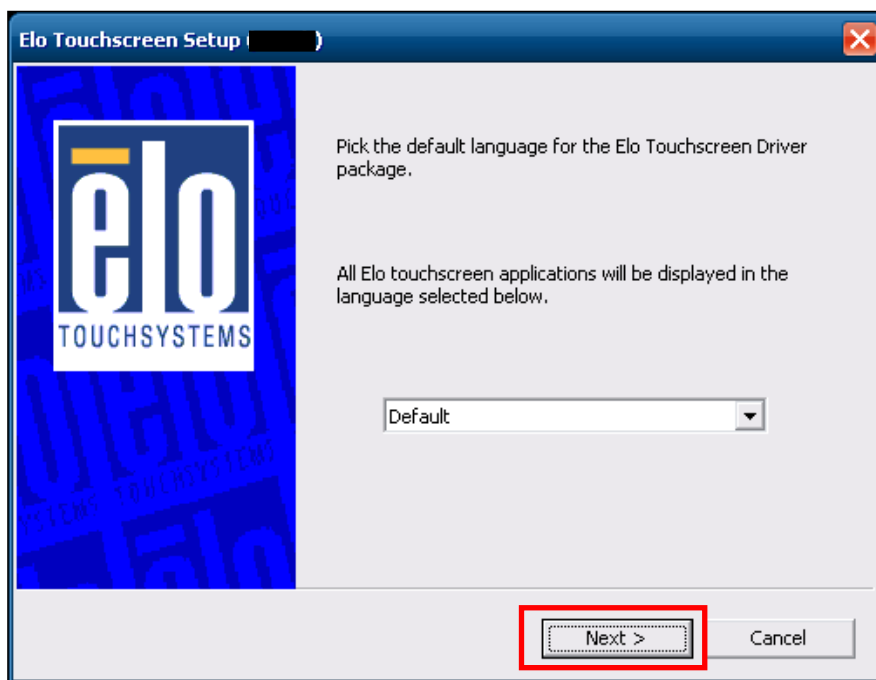 Elo Touchscreen Setup ( )
Pick the default language for the Elo Touchscreen Driver
package.
All Elo touchscreen applications will be displayed in the
language selected below.
Default
Next >
Cancel
elo
TOUCHSYSTEMS